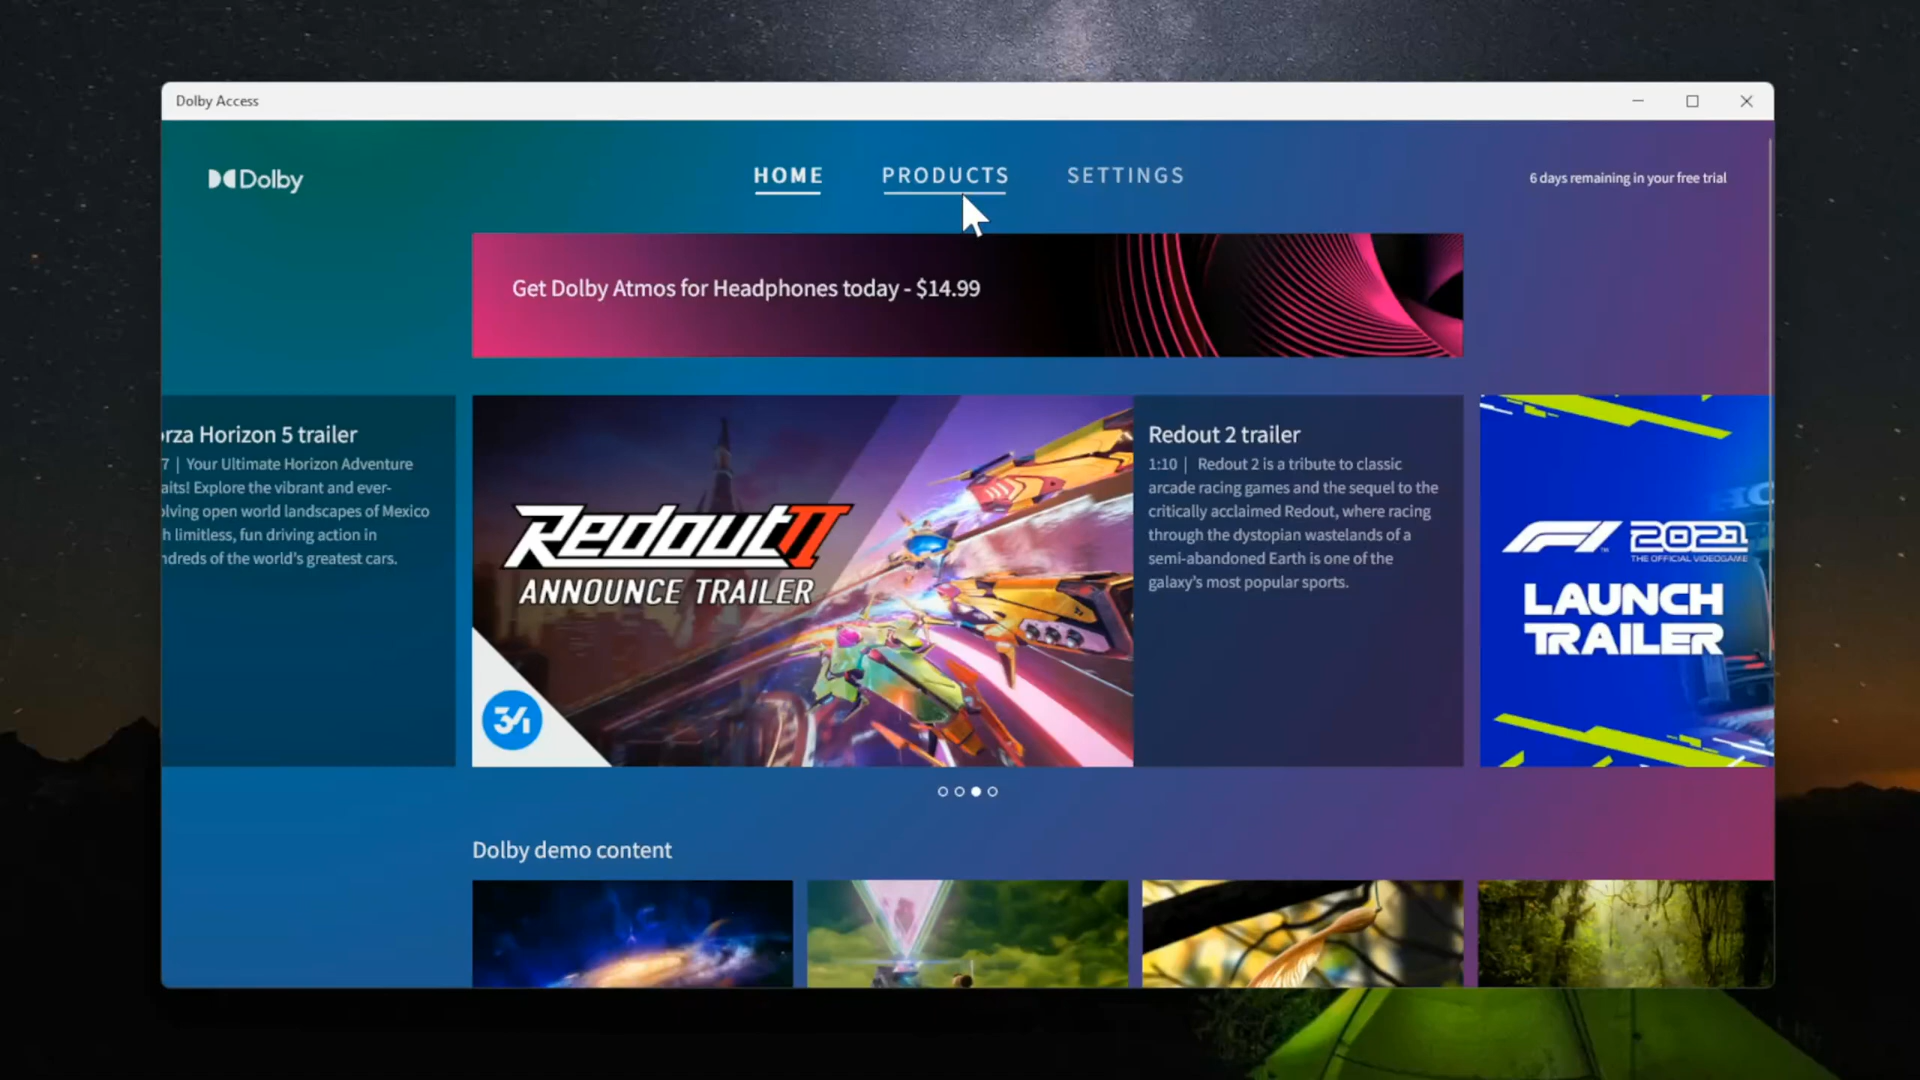 Dolby Access
Dolby
HOME
PRODUCTS
SETTINGS
6 days remaining in your free trial
Get Dolby Atmos for Headphones today - $14.99
rza Horizon 5 trailer
7 | Your Ultimate Horizon Adventure
aits! Explore the vibrant and ever-
olving open world landscapes of Mexico
h limitless, fun driving action in
ndreds of the world's greatest cars.
Redout II
ANNOUNCE TRAILER
34
Redout 2 trailer
1:10 | Redout 2 is a tribute to classic
arcade racing games and the sequel to the
critically acclaimed Redout, where racing
through the dystopian wastelands of a
semi-abandoned Earth is one of the
galaxy's most popular sports.
F1 2021
THE OFFICIAL VIDEOGAME
LAUNCH
TRAILER
Dolby demo content